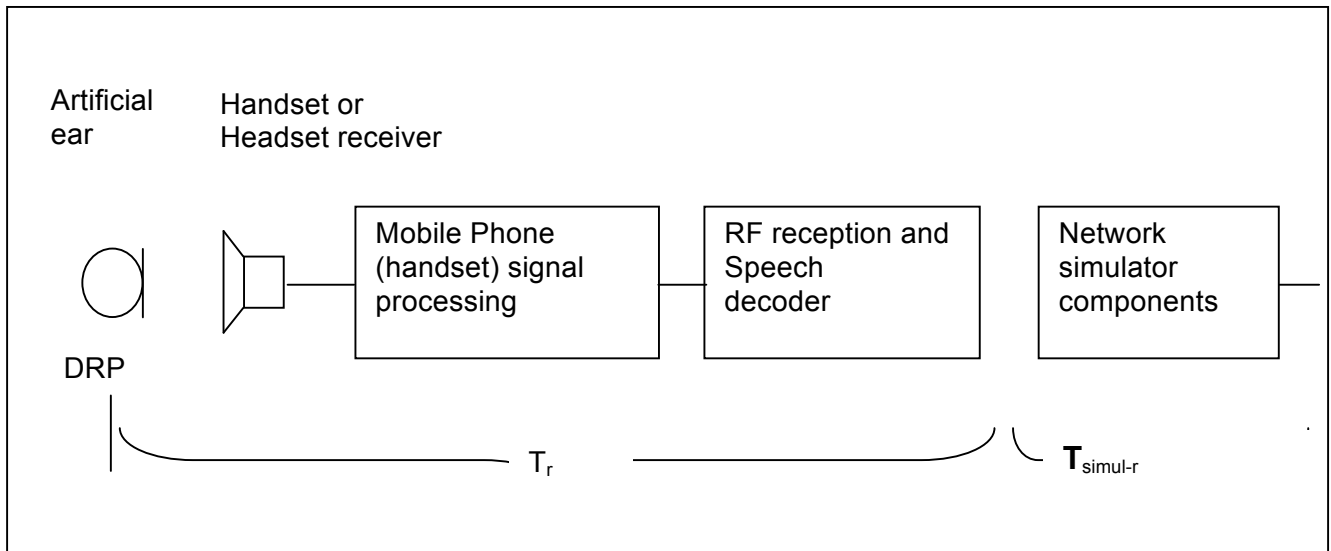 Artificial
ear
Handset or
Headset receiver
Mobile Phone
(handset) signal
processing
RF reception and
Speech
decoder
Network
simulator
components
DRP
Tr
Tsimul-r